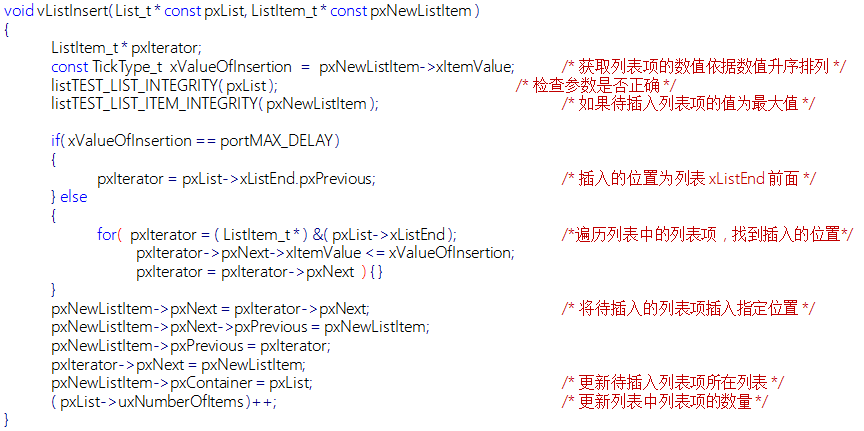 void vListInsert( List_t * const pxList, ListItem_t * const pxNewListItem )
{
ListItem_t * pxIterator;
const TickType_t xValueOfInsertion = pxNewListItem->xItemValue; /* 获取列表项的数值依据数值升序排列 */
listTEST_LIST_INTEGRITY( pxList ); /* 检查参数是否正确 */
listTEST_LIST_ITEM_INTEGRITY( pxNewListItem ); /* 如果待插入列表项的值为最大值 */
if( xValueOfInsertion == portMAX_DELAY )
{
pxIterator = pxList->xListEnd.pxPrevious; /* 插入的位置为列表 xListEnd 前面 */
} else
{
for( pxIterator = ( ListItem_t * ) &( pxList->xListEnd ); /*遍历列表中的列表项，找到插入的位置*/
pxIterator->pxNext->xItemValue <= xValueOfInsertion;
pxIterator = pxIterator->pxNext ) { }
}
pxNewListItem->pxNext = pxIterator->pxNext; /* 将待插入的列表项插入指定位置 */
pxNewListItem->pxNext->pxPrevious = pxNewListItem;
pxNewListItem->pxPrevious = pxIterator;
pxIterator->pxNext = pxNewListItem;
pxNewListItem->pxContainer = pxList; /* 更新待插入列表项所在列表 */
( pxList->uxNumberOfItems )++; /* 更新列表中列表项的数量 */
}